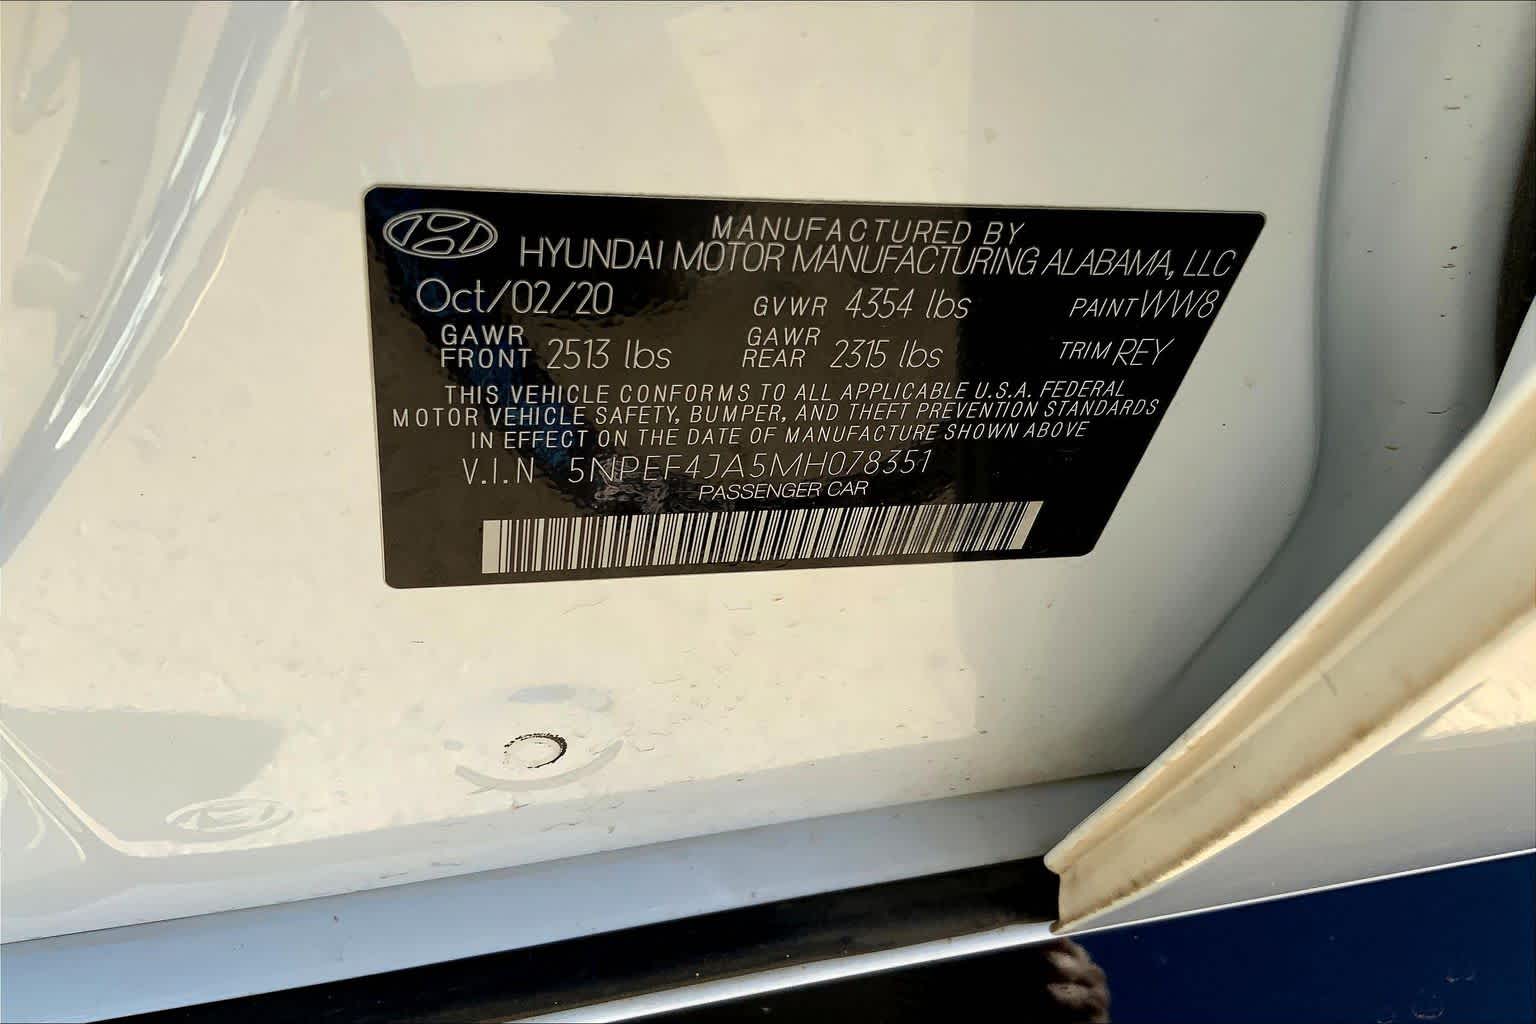 MANUFACTURED BY
HYUNDAI MOTOR MANUFACTURING ALABAMA, LLC
Oct/02/20 GVWR 4354 lbs PAINT WW8
GAWR FRONT 2513 lbs GAWR REAR 2315 lbs TRIM REY
THIS VEHICLE CONFORMS TO ALL APPLICABLE U.S.A. FEDERAL
MOTOR VEHICLE SAFETY, BUMPER, AND THEFT PREVENTION STANDARDS
IN EFFECT ON THE DATE OF MANUFACTURE SHOWN ABOVE
V.I.N 5NPEF4JA5MH078351
PASSENGER CAR